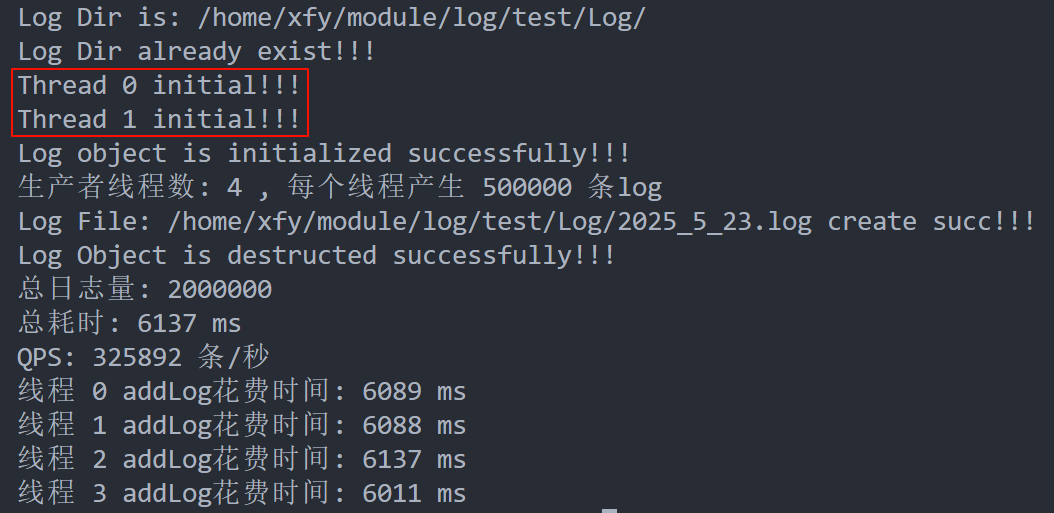 Log Dir is: /home/xfy/module/log/test/Log/
Log Dir already exist!!!
Thread 0 initial!!!
Thread 1 initial!!!
Log object is initialized successfully!!!
生产者线程数: 4 , 每个线程产生 500000 条log
Log File: /home/xfy/module/log/test/Log/2025_5_23.log create succ!!!
Log Object is destructed successfully!!!
总日志量: 2000000
总耗时: 6137 ms
QPS: 325892 条/秒
线程 0 addLog花费时间: 6089 ms
线程 1 addLog花费时间: 6088 ms
线程 2 addLog花费时间: 6137 ms
线程 3 addLog花费时间: 6011 ms